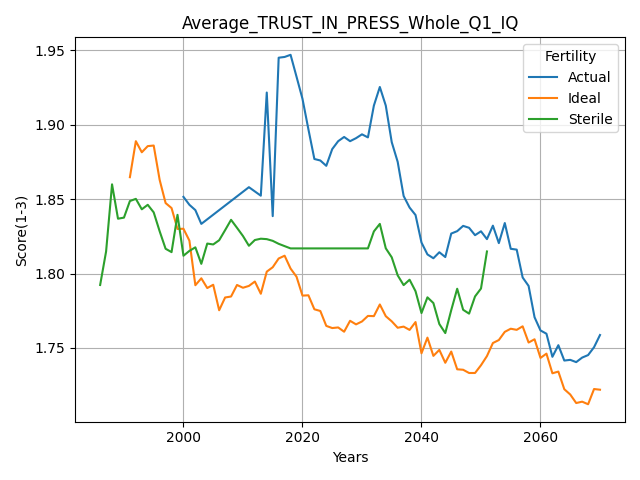 Average_TRUST_IN_PRESS_Whole_Q1_IQ
Score(1-3)
1.95
1.90
1.85
1.80
1.75
2000
2020
2040
2060
Years
Fertility
Actual
Ideal
Sterile